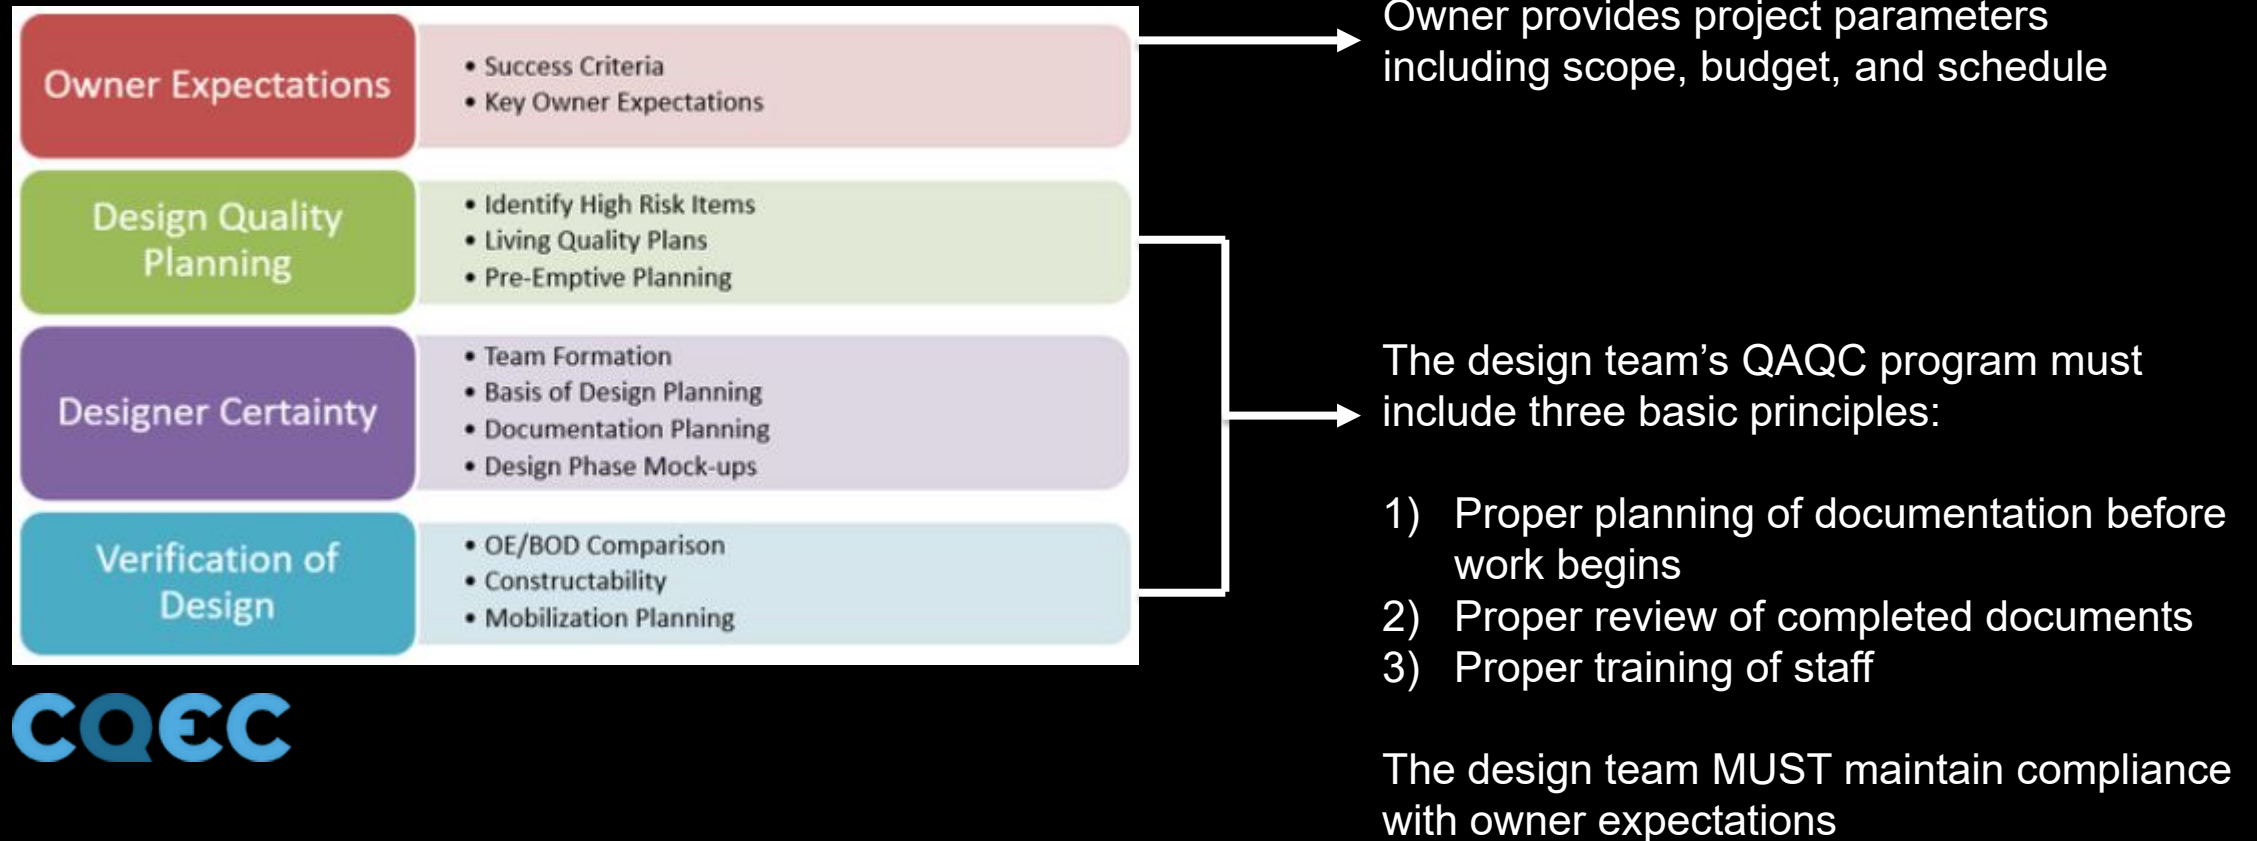 Owner Expectations
• Success Criteria
• Key Owner Expectations
Design Quality
Planning
• Identify High Risk Items
• Living Quality Plans
• Pre-Emptive Planning
Designer Certainty
• Team Formation
• Basis of Design Planning
• Documentation Planning
• Design Phase Mock-ups
Verification of
Design
• OE/BOD Comparison
• Constructability
• Mobilization Planning
CQEC
Owner provides project parameters
including scope, budget, and schedule
The design team’s QAQC program must
include three basic principles:
1) Proper planning of documentation before
work begins
2) Proper review of completed documents
3) Proper training of staff
The design team MUST maintain compliance
with owner expectations